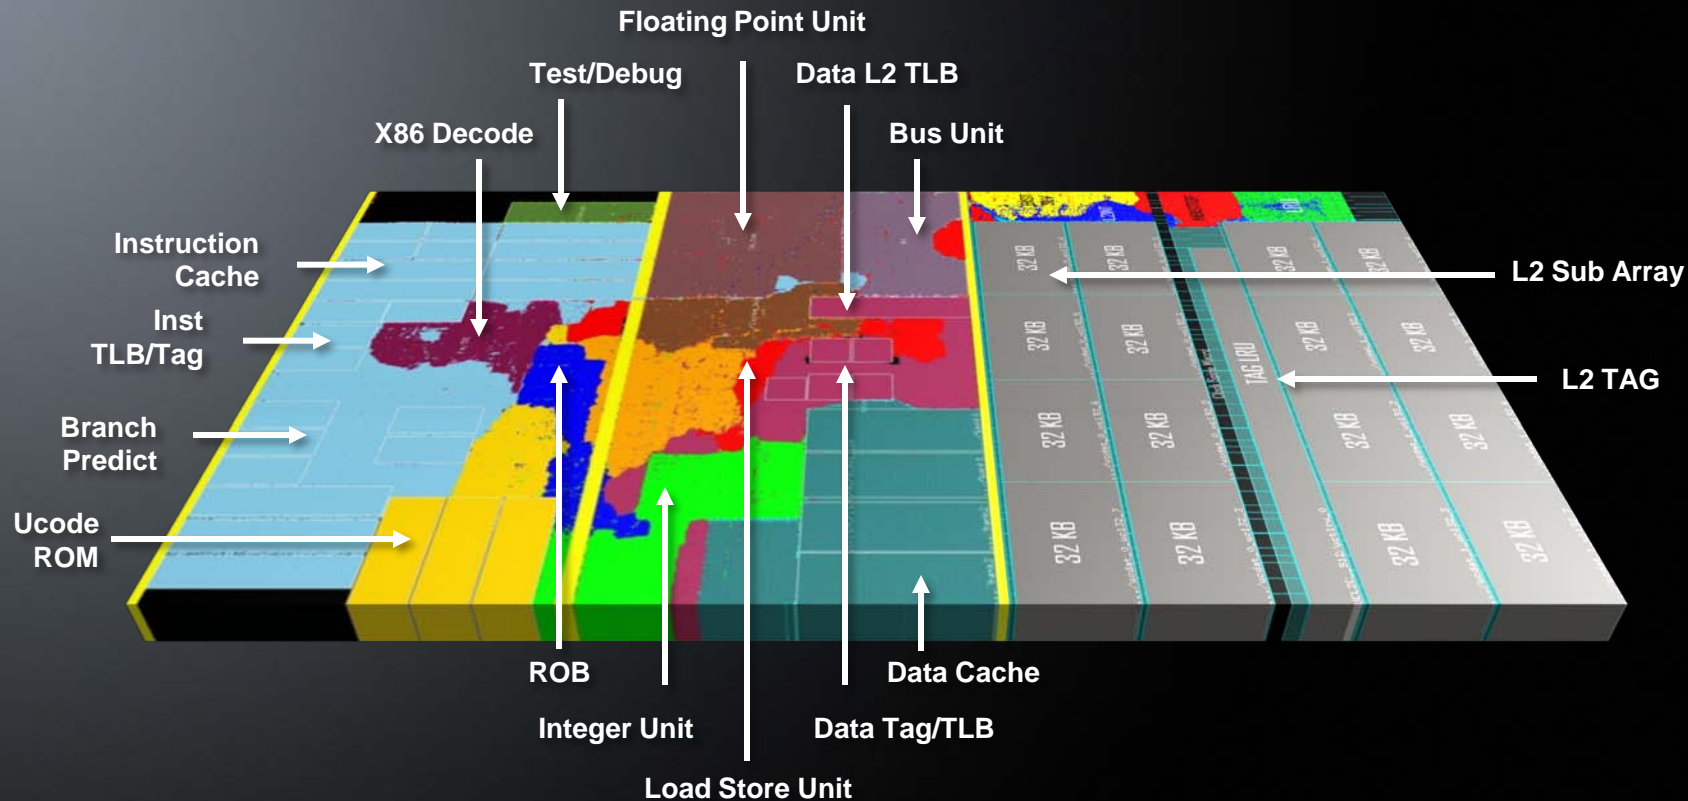 Floating Point Unit
Test/Debug
Data L2 TLB
X86 Decode
Bus Unit
Instruction
Cache
L2 Sub Array
Inst
TLB/Tag
L2 TAG
Branch
Predict
Ucode
ROM
LRU
32 KB
32 KB
32 KB
32 KB
32 KB
32 KB
32 KB
32 KB
TAG LRU
32 KB
32 KB
32 KB
32 KB
32 KB
32 KB
32 KB
32 KB
ROB
Data Cache
Integer Unit
Data Tag/TLB
Load Store Unit